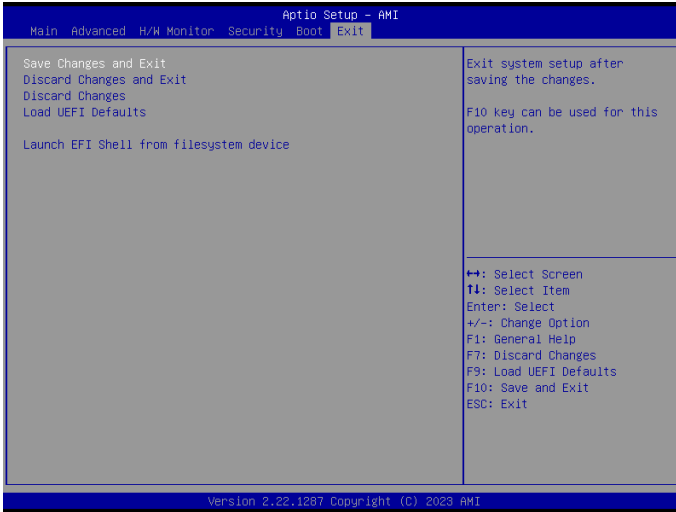 Aptio Setup – AMI
Main Advanced H/W Monitor Security Boot Exit
Save Changes and Exit
Discard Changes and Exit
Discard Changes
Load UEFI Defaults
Launch EFI Shell from filesystem device
Exit system setup after
saving the changes.
F10 key can be used for this
operation.
↔: Select Screen
↑↓: Select Item
Enter: Select
+/-: Change Option
F1: General Help
F7: Discard Changes
F9: Load UEFI Defaults
F10: Save and Exit
ESC: Exit
Version 2.22.1287 Copyright (C) 2023 AMI